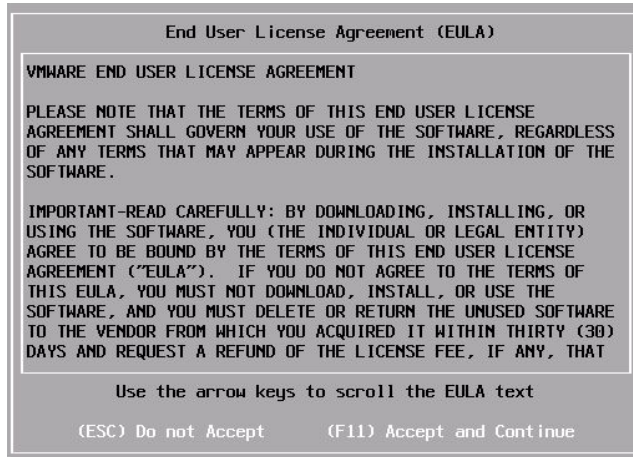 End User License Agreement (EULA)
VMWARE END USER LICENSE AGREEMENT
PLEASE NOTE THAT THE TERMS OF THIS END USER LICENSE
AGREEMENT SHALL GOVERN YOUR USE OF THE SOFTWARE, REGARDLESS
OF ANY TERMS THAT MAY APPEAR DURING THE INSTALLATION OF THE
SOFTWARE.
IMPORTANT-READ CAREFULLY: BY DOWNLOADING, INSTALLING, OR
USING THE SOFTWARE, YOU (THE INDIVIDUAL OR LEGAL ENTITY)
AGREE TO BE BOUND BY THE TERMS OF THIS END USER LICENSE
AGREEMENT ("EULA").  IF YOU DO NOT AGREE TO THE TERMS OF
THIS EULA, YOU MUST NOT DOWNLOAD, INSTALL, OR USE THE
SOFTWARE, AND YOU MUST DELETE OR RETURN THE UNUSED SOFTWARE
TO THE VENDOR FROM WHICH YOU ACQUIRED IT WITHIN THIRTY (30)
DAYS AND REQUEST A REFUND OF THE LICENSE FEE, IF ANY, THAT
Use the arrow keys to scroll the EULA text
(ESC) Do not Accept (F11) Accept and Continue